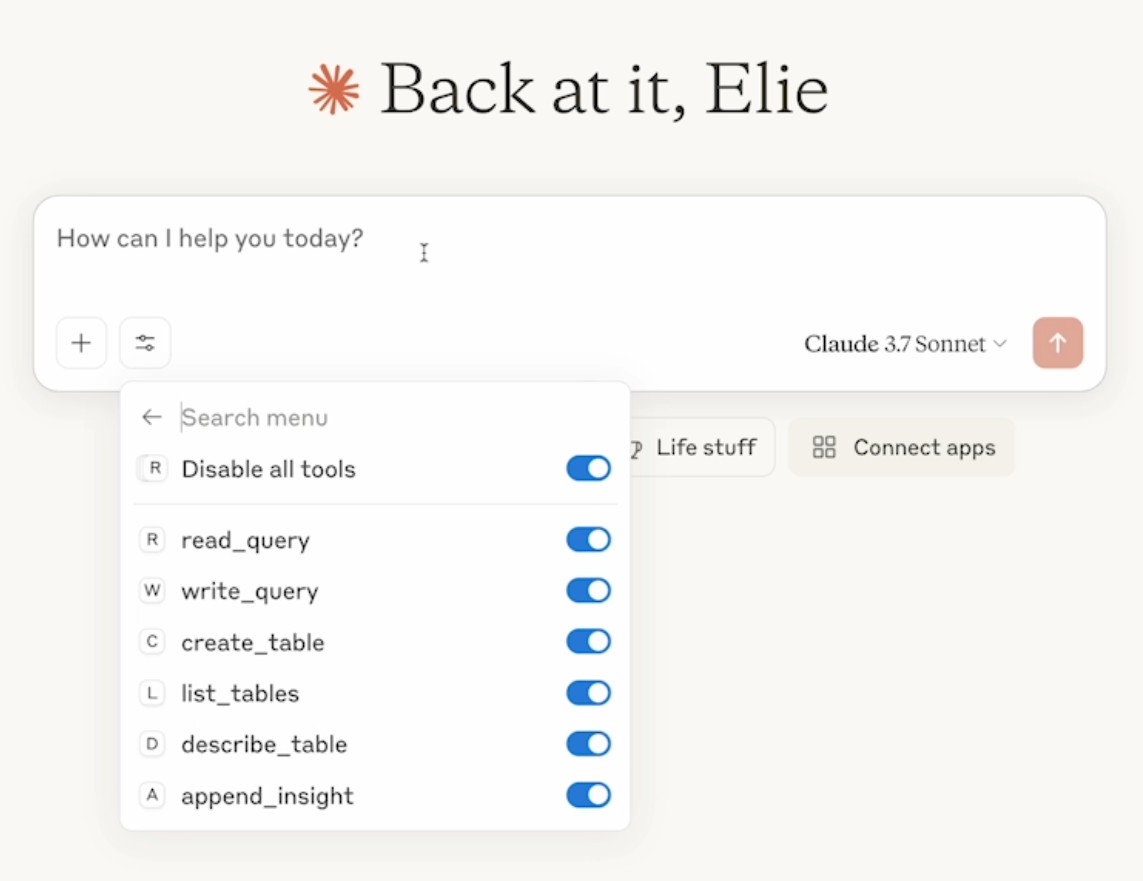 Back at it, Elie
How can I help you today?
Claude 3.7 Sonnet
Search menu
Life stuff
Connect apps
R Disable all tools
R read_query
W write_query
C create_table
L list_tables
D describe_table
A append_insight